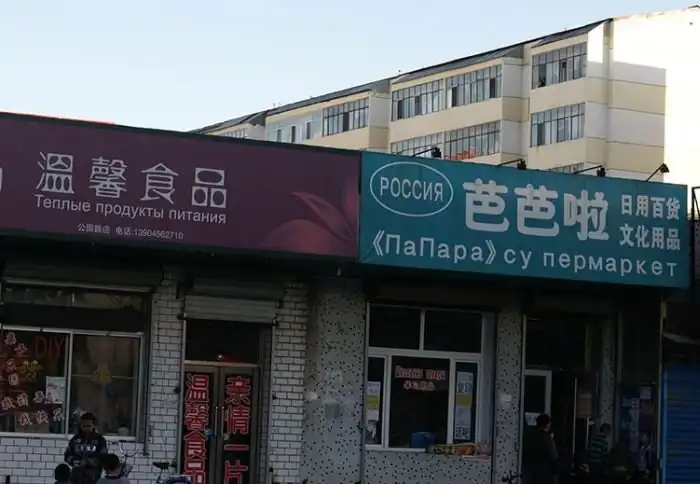 温馨食品
Теплые продукты питания
公园路店 电话:13904562710
РОССИЯ
芭芭啦
日用百货
文化用品
《ПаПара》су пермаркет
DIY
温馨食品
亲情一片